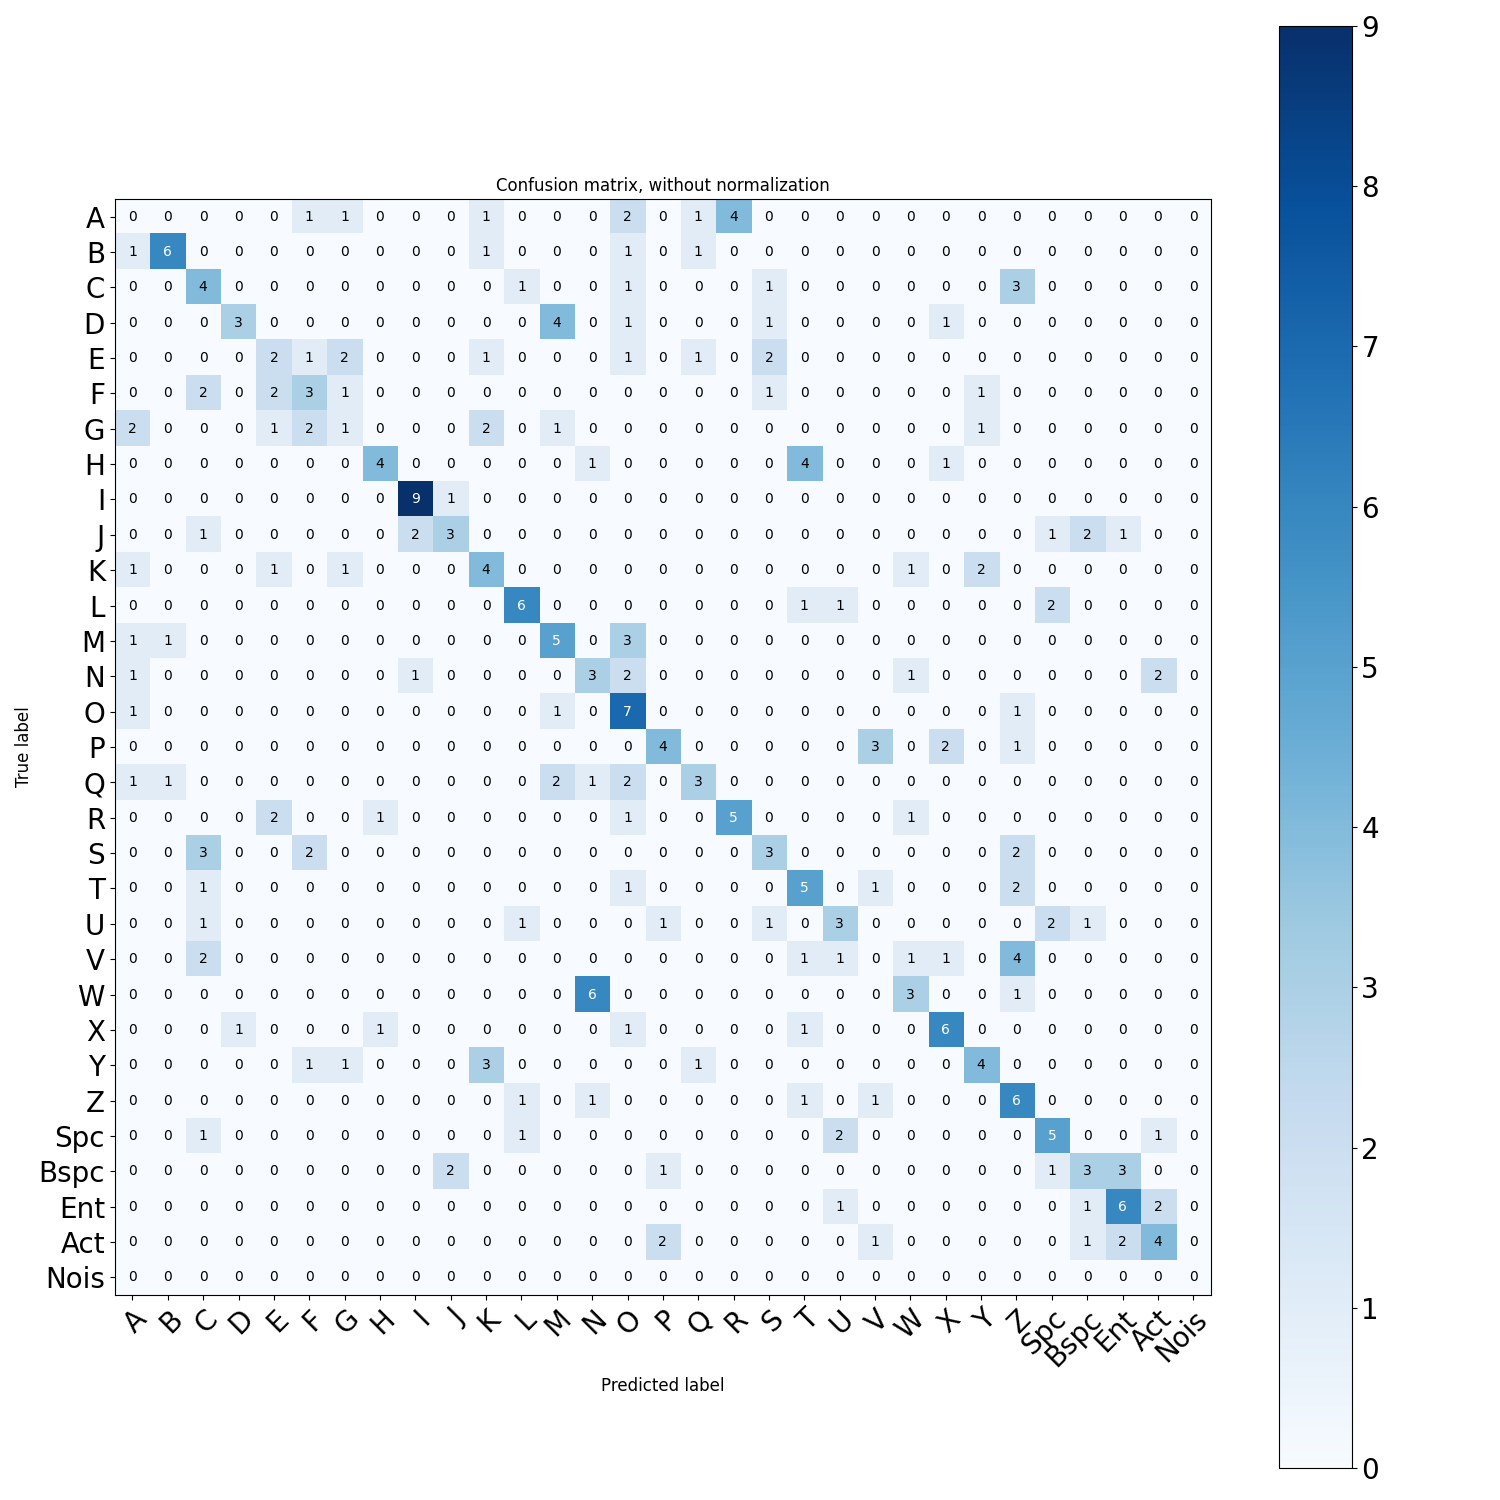 Confusion matrix, without normalization
A 0 0 0 0 0 1 1 0 0 0 1 0 0 0 2 0 1 4 0 0 0 0 0 0 0 0 0 0 0 0 0
B 1 6 0 0 0 0 0 0 0 0 1 0 0 0 1 0 1 0 0 0 0 0 0 0 0 0 0 0 0 0 0
C 0 0 4 0 0 0 0 0 0 0 0 1 0 0 1 0 0 0 1 0 0 0 0 0 0 3 0 0 0 0 0
D 0 0 0 3 0 0 0 0 0 0 0 0 4 0 1 0 0 0 1 0 0 0 0 1 0 0 0 0 0 0 0
E 0 0 0 0 2 1 2 0 0 0 1 0 0 0 1 0 1 0 2 0 0 0 0 0 0 0 0 0 0 0 0
F 0 0 2 0 2 3 1 0 0 0 0 0 0 0 0 0 0 0 1 0 0 0 0 0 1 0 0 0 0 0 0
G 2 0 0 0 1 2 1 0 0 0 2 0 1 0 0 0 0 0 0 0 0 0 0 0 1 0 0 0 0 0 0
H 0 0 0 0 0 0 0 4 0 0 0 0 0 1 0 0 0 0 0 4 0 0 0 1 0 0 0 0 0 0 0
I 0 0 0 0 0 0 0 0 9 1 0 0 0 0 0 0 0 0 0 0 0 0 0 0 0 0 0 0 0 0 0
J 0 0 1 0 0 0 0 0 2 3 0 0 0 0 0 0 0 0 0 0 0 0 0 0 0 0 1 2 1 0 0
K 1 0 0 0 1 0 1 0 0 0 4 0 0 0 0 0 0 0 0 0 0 0 1 0 2 0 0 0 0 0 0
L 0 0 0 0 0 0 0 0 0 0 0 6 0 0 0 0 0 0 0 1 1 0 0 0 0 0 2 0 0 0 0
M 1 1 0 0 0 0 0 0 0 0 0 0 5 0 3 0 0 0 0 0 0 0 0 0 0 0 0 0 0 0 0
N 1 0 0 0 0 0 0 0 1 0 0 0 0 3 2 0 0 0 0 0 0 0 1 0 0 0 0 0 0 2 0
O 1 0 0 0 0 0 0 0 0 0 0 0 1 0 7 0 0 0 0 0 0 0 0 0 0 1 0 0 0 0 0
P 0 0 0 0 0 0 0 0 0 0 0 0 0 0 0 4 0 0 0 0 0 3 0 2 0 1 0 0 0 0 0
Q 1 1 0 0 0 0 0 0 0 0 0 0 2 1 2 0 3 0 0 0 0 0 0 0 0 0 0 0 0 0 0
R 0 0 0 0 2 0 0 1 0 0 0 0 0 0 1 0 0 5 0 0 0 0 1 0 0 0 0 0 0 0 0
S 0 0 3 0 0 2 0 0 0 0 0 0 0 0 0 0 0 0 3 0 0 0 0 0 0 2 0 0 0 0 0
T 0 0 1 0 0 0 0 0 0 0 0 0 0 0 1 0 0 0 0 5 0 1 0 0 0 2 0 0 0 0 0
U 0 0 1 0 0 0 0 0 0 0 0 1 0 0 0 1 0 0 1 0 3 0 0 0 0 0 2 1 0 0 0
V 0 0 2 0 0 0 0 0 0 0 0 0 0 0 0 0 0 0 0 1 1 0 1 1 0 4 0 0 0 0 0
W 0 0 0 0 0 0 0 0 0 0 0 0 0 6 0 0 0 0 0 0 0 0 3 0 0 1 0 0 0 0 0
X 0 0 0 1 0 0 0 1 0 0 0 0 0 0 1 0 0 0 0 1 0 0 0 6 0 0 0 0 0 0 0
Y 0 0 0 0 0 1 1 0 0 0 3 0 0 0 0 0 1 0 0 0 0 0 0 0 4 0 0 0 0 0 0
Z 0 0 0 0 0 0 0 0 0 0 0 1 0 1 0 0 0 0 0 1 0 1 0 0 0 6 0 0 0 0 0
Spc 0 0 1 0 0 0 0 0 0 0 0 1 0 0 0 0 0 0 0 0 2 0 0 0 0 0 5 0 0 1 0
Bspc 0 0 0 0 0 0 0 0 0 2 0 0 0 0 0 1 0 0 0 0 0 0 0 0 0 0 1 3 3 0 0
Ent 0 0 0 0 0 0 0 0 0 0 0 0 0 0 0 0 0 0 0 0 1 0 0 0 0 0 0 1 6 2 0
Act 0 0 0 0 0 0 0 0 0 0 0 0 0 0 0 2 0 0 0 0 0 1 0 0 0 0 0 1 2 4 0
Nois 0 0 0 0 0 0 0 0 0 0 0 0 0 0 0 0 0 0 0 0 0 0 0 0 0 0 0 0 0 0 0
A B C D E F G H I J K L M N O P Q R S T U V W X Y Z Spc Bspc Ent Act Nois
Predicted label
True label
9
8
7
6
5
4
3
2
1
0